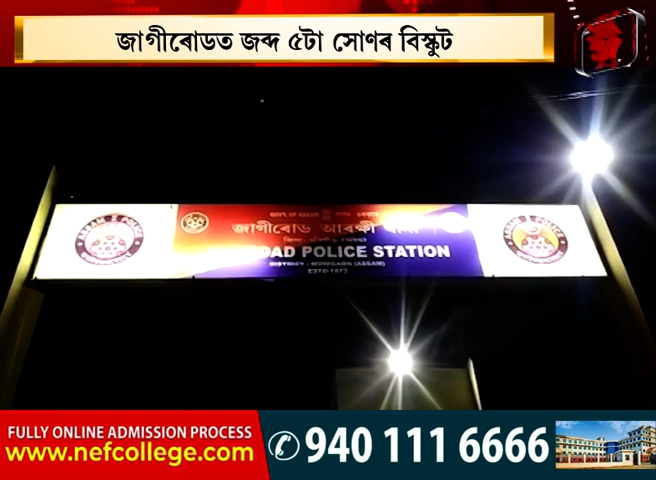 জাগীৰোডত জব্দ ৫টা সোণৰ বিস্কুট
GOVT. OF ASSAM
জাগীৰোড আৰক্ষী
OAD POLICE STATION
DISTRICT - MORIGAON (ASSAM)
ESTD-1973
ASSAM POLICE
ASSAM POLICE
FULLY ONLINE ADMISSION PROCESS
www.nefcollege.com
940 111 6666